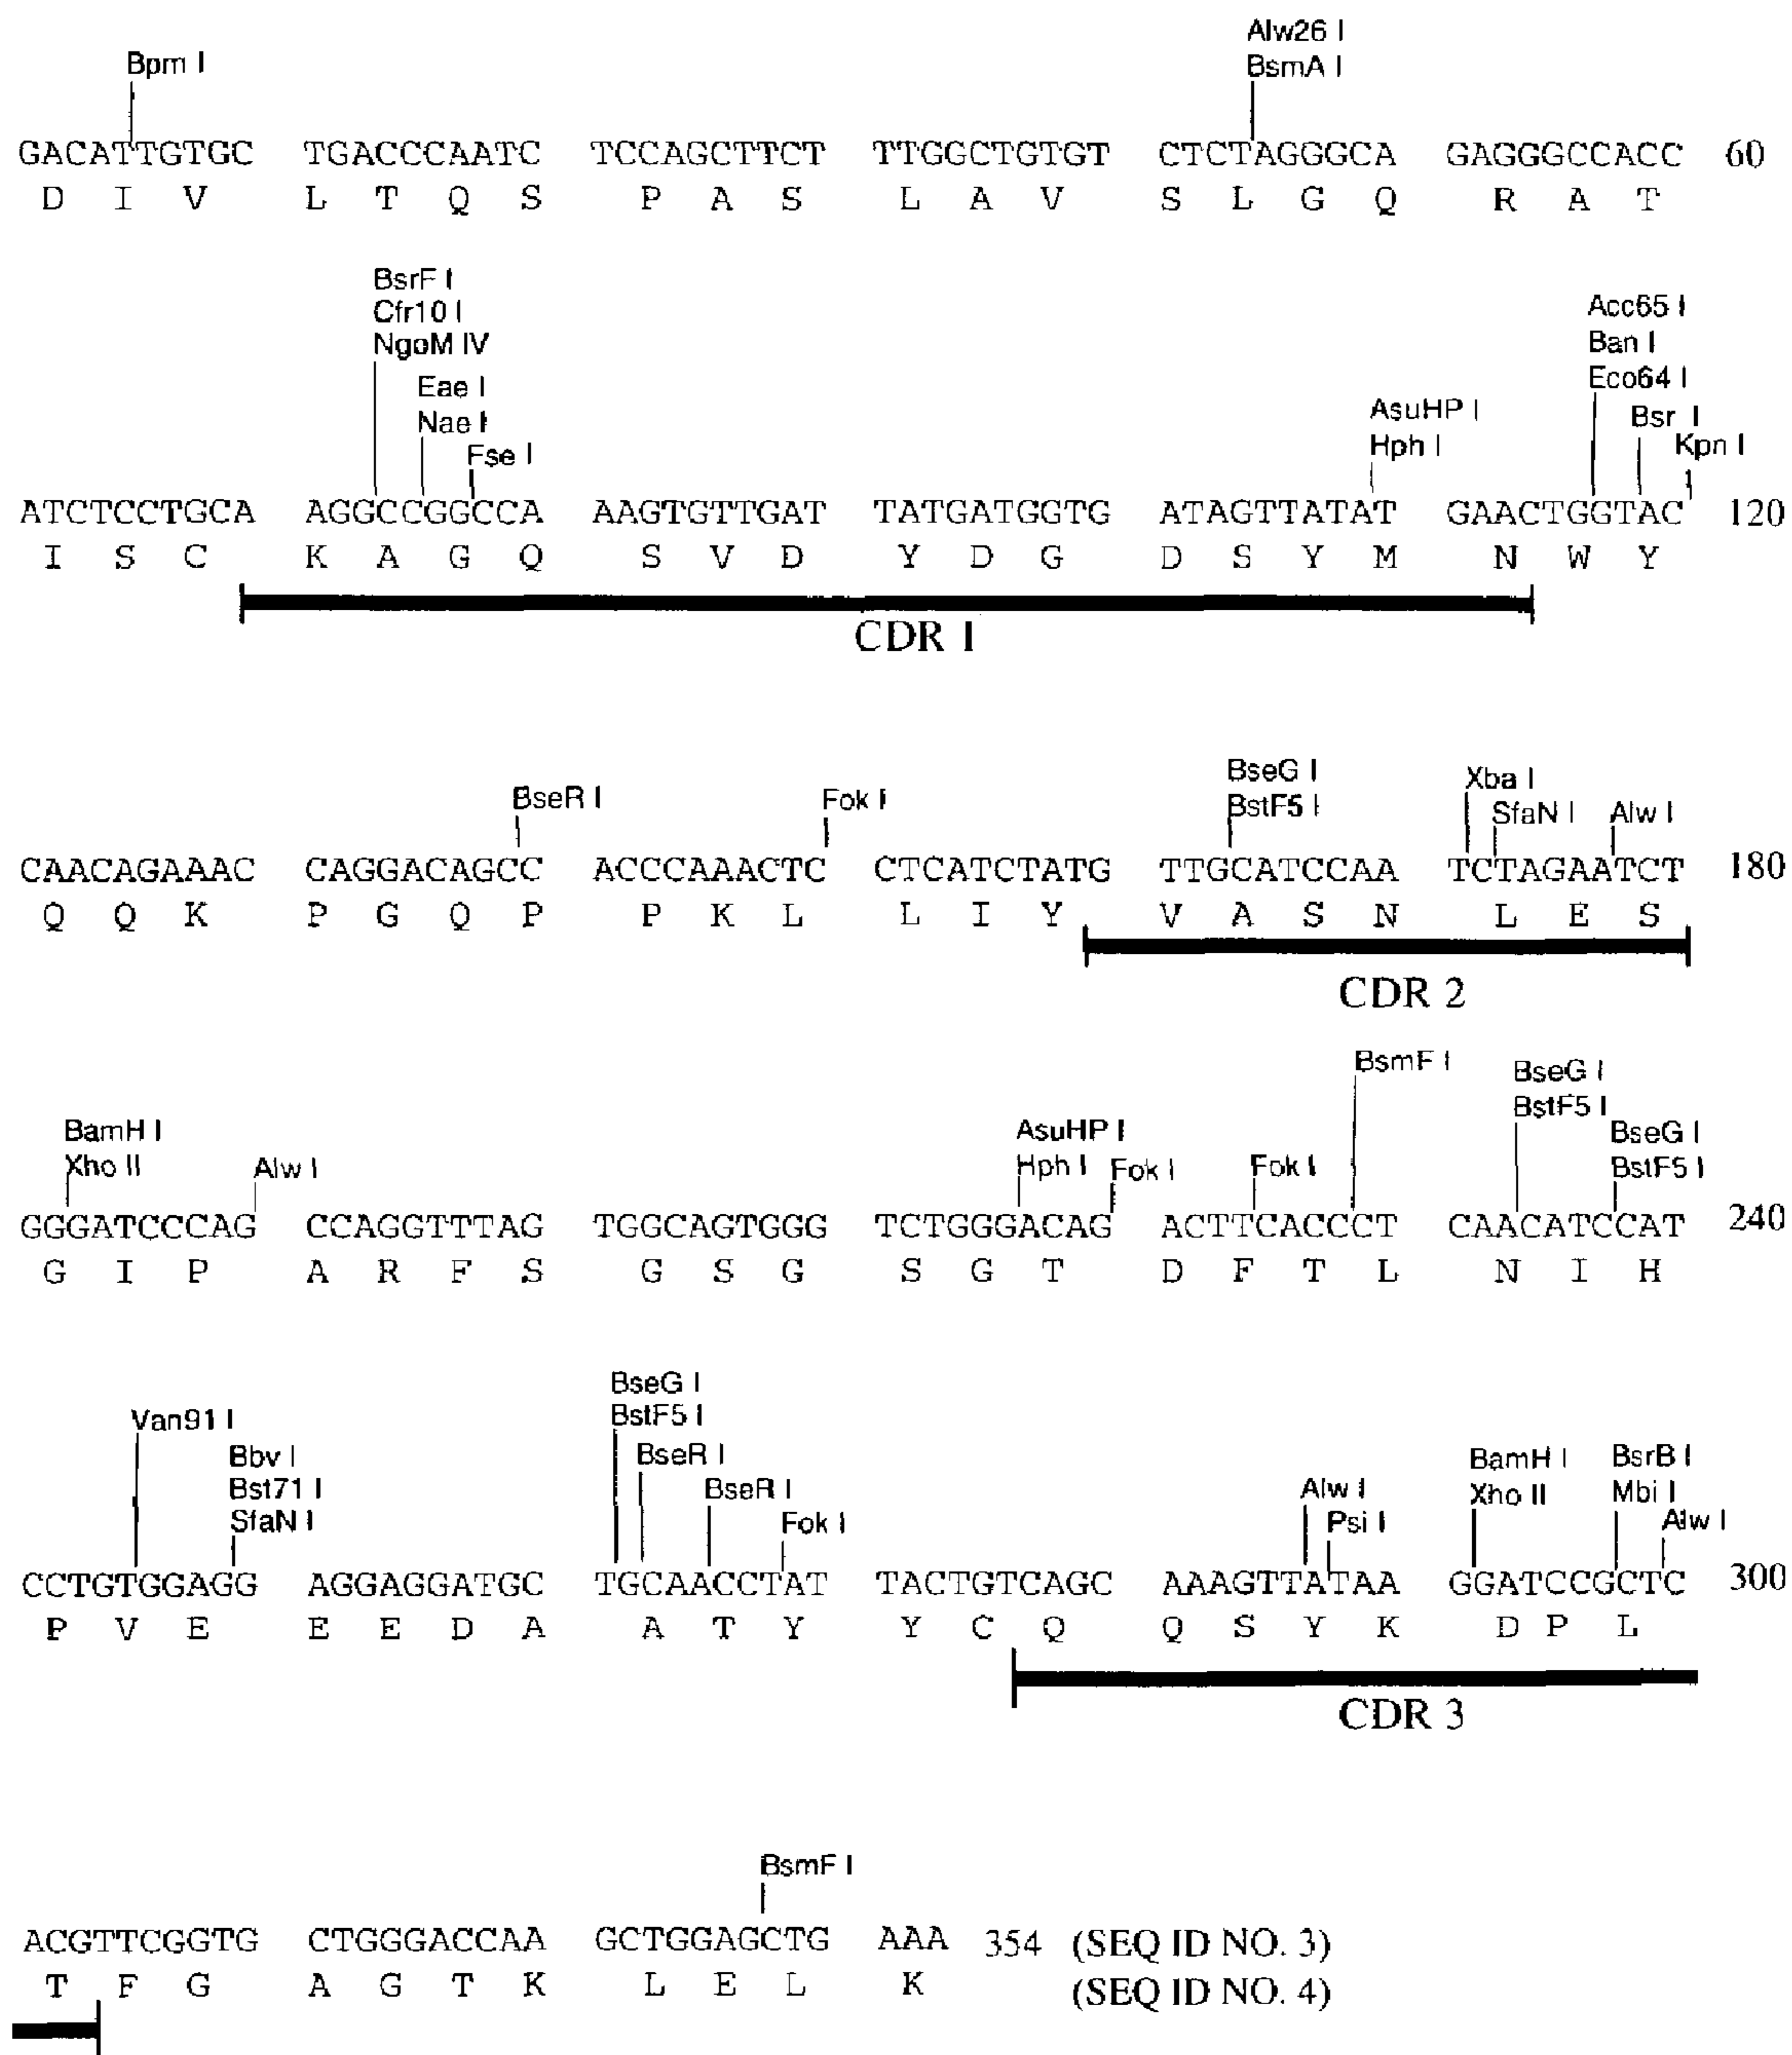 Alw26 I
Bpm I BsmA I
GACATTGTGC TGACCCAATC TCCAGCTTCT TTGGCTGTGT CTCTAGGGCA GAGGGCCACC 60
D I V L T Q S P A S L A V S L G Q R A T
BsrF I
Cfr10 I Acc65 I
NgoM IV Ban I
Eae I Eco64 I
Nae I AsuHP I Bsr I
Fse I Hph I Kpn I
ATCTCCTGCA AGGCCGGCCA AAGTGTTGAT TATGATGGTG ATAGTTATAT GAACTGGTAC 120
I S C K A G Q S V D Y D G D S Y M N W Y
CDR 1
BseG I Xba I
BseR I Fok I BstF5 I SfaN I Alw I
CAACAGAAAC CAGGACAGCC ACCCAAACTC CTCATCTATG TTGCATCCAA TCTAGAATCT 180
Q Q K P G Q P P K L L I Y V A S N L E S
CDR 2
BsmF I BseG I
BamH I AsuHP I BstF5 I BseG I
Xho II Alw I Hph I Fok I Fok I BstF5 I
GGGATCCCAG CCAGGTTTAG TGGCAGTGGG TCTGGGACAG ACTTCACCCT CAACATCCAT 240
G I P A R F S G S G S G T D F T L N I H
BseG I
Van91 I BstF5 I
Bbv I BseR I BamH I BsrB I
Bst71 I BseR I Alw I Xho II Mbi I
SfaN I Fok I Psi I Alw I
CCTGTGGAGG AGGAGGATGC TGCAACCTAT TACTGTCAGC AAAGTTATAA GGATCCGCTC 300
P V E E E D A A T Y Y C Q Q S Y K D P L
CDR 3
BsmF I
ACGTTCGGTG CTGGGACCAA GCTGGAGCTG AAA 354 (SEQ ID NO. 3)
T F G A G T K L E L K (SEQ ID NO. 4)